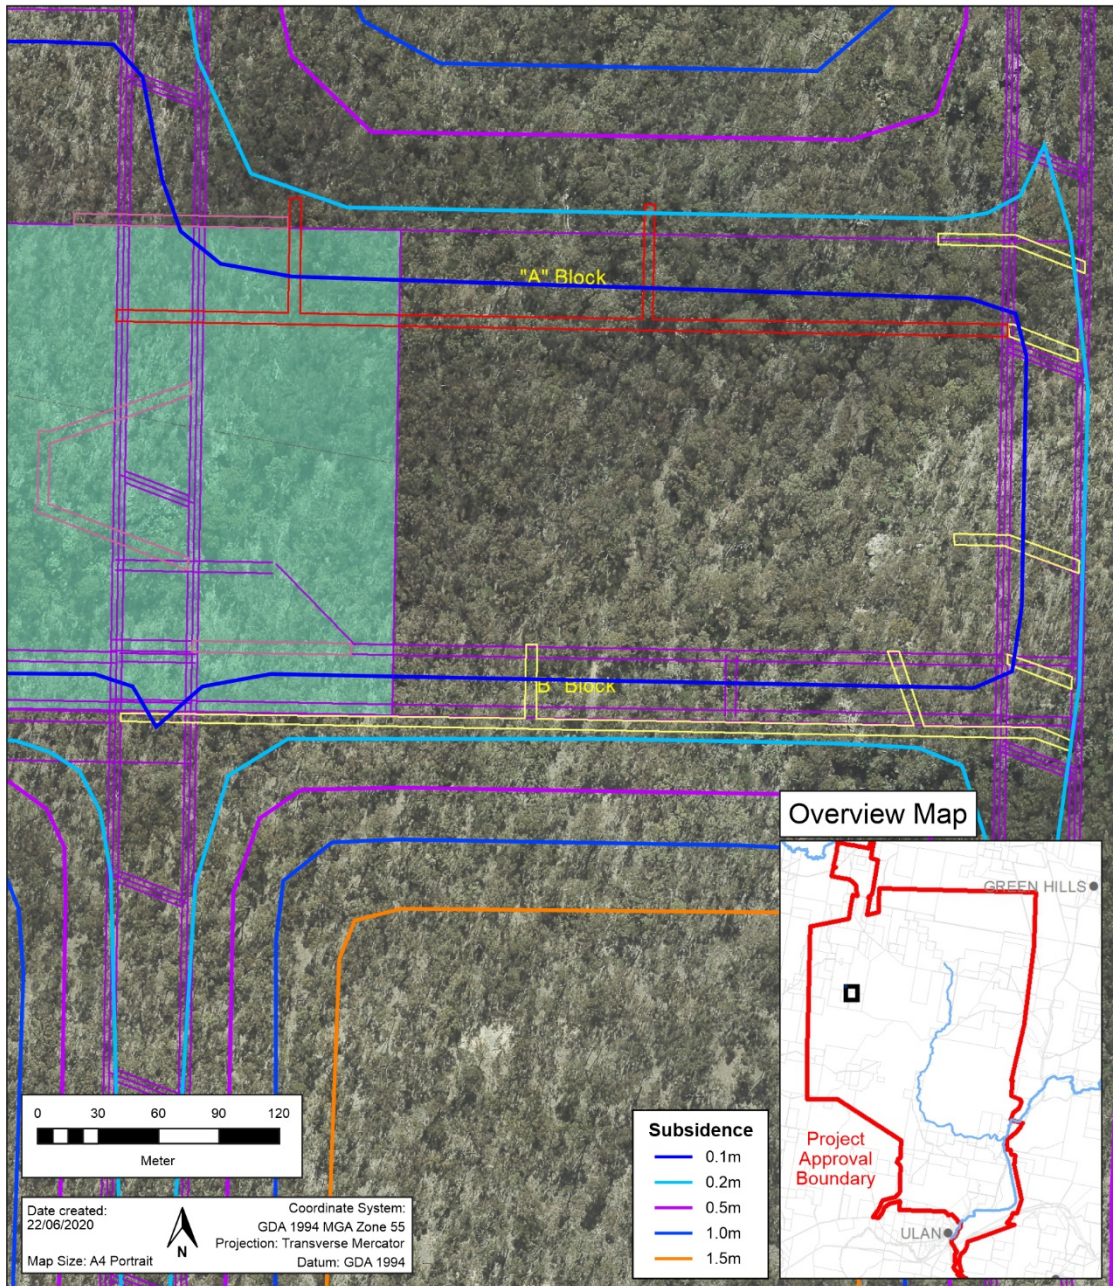 "A" Block
"B" Block
Overview Map
GREEN HILLS
Project
Approval
Boundary
ULAN
0 30 60 90 120
Meter
Date created:
22/06/2020
Map Size: A4 Portrait
N
Coordinate System:
GDA 1994 MGA Zone 55
Projection: Transverse Mercator
Datum: GDA 1994
Subsidence
0.1m
0.2m
0.5m
1.0m
1.5m